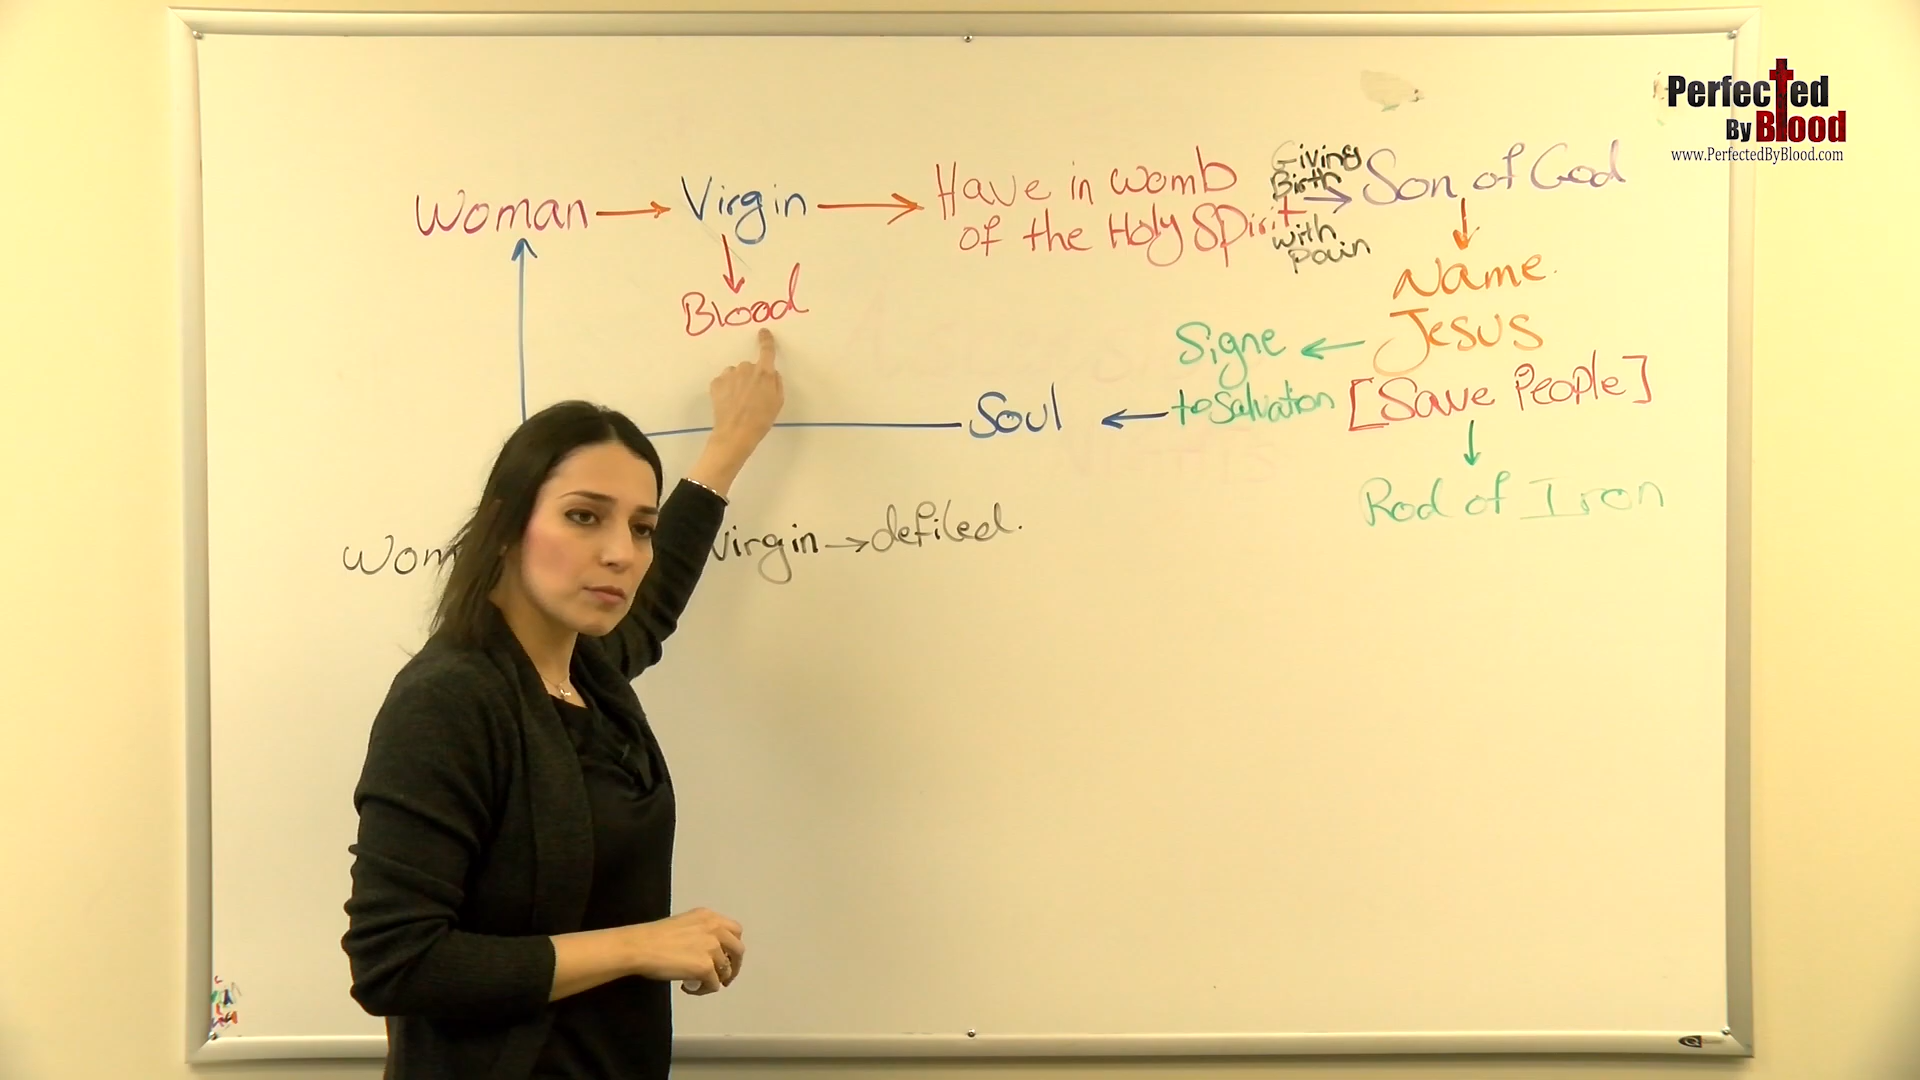 Perfected
By Blood
www.PerfectedByBlood.com
Woman → Virgin → Have in womb
of the Holy Spirit
Giving
Birth
with
Pain
→ Son of God
Blood
Name
Jesus
Signe ←
to Salvation
[Save People]
Soul ←
Rod of Iron
Virgin → defiled.